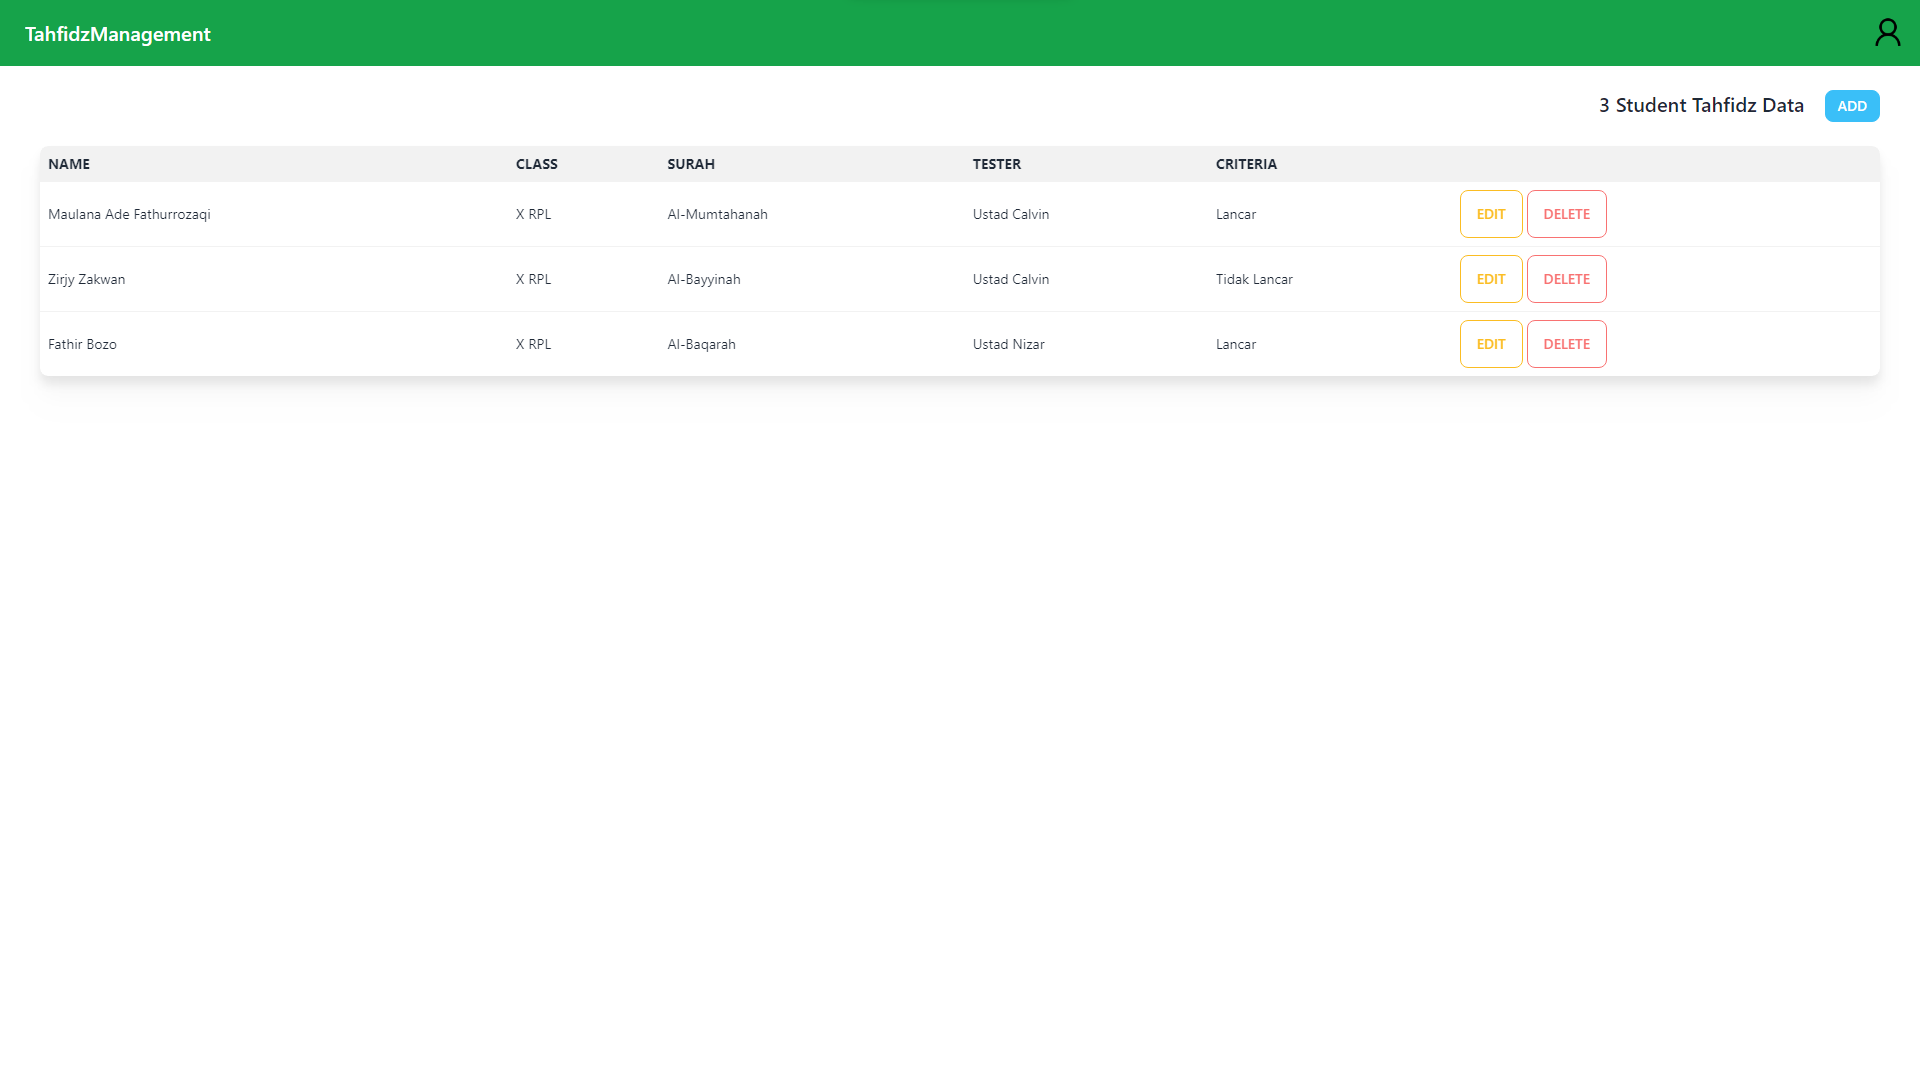 TahfidzManagement
3 Student Tahfidz Data ADD
NAME CLASS SURAH TESTER CRITERIA
Maulana Ade Fathurrozaqi X RPL Al-Mumtahanah Ustad Calvin Lancar EDIT DELETE
Zirjy Zakwan X RPL Al-Bayyinah Ustad Calvin Tidak Lancar EDIT DELETE
Fathir Bozo X RPL Al-Baqarah Ustad Nizar Lancar EDIT DELETE